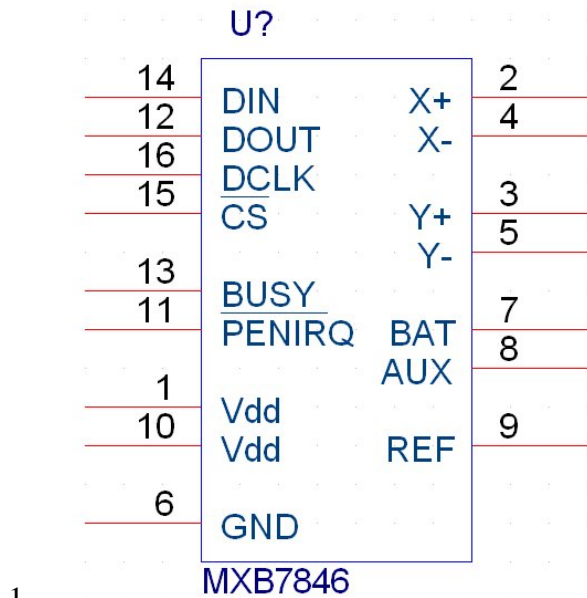 U?
14 DIN X+ 2
12 DOUT X- 4
16 DCLK
15 CS Y+ 3
Y- 5
13 BUSY
11 PENIRQ BAT 7
AUX 8
1 Vdd
10 Vdd REF 9
6 GND
MXB7846
1